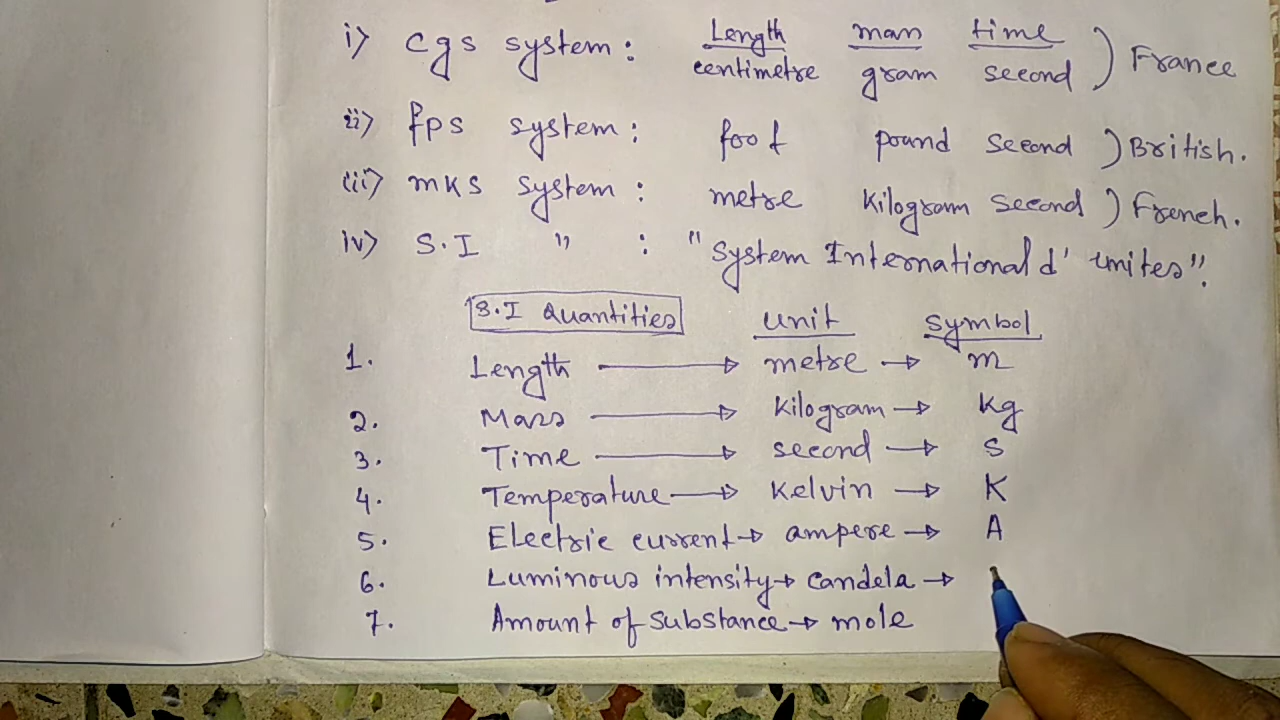 i) cgs system : Length man time ) France
centimetre gram second
ii) fps system : foot pound second ) British.
(iii) mks system : metre kilogram second ) French.
iv) S.I " : "System International d' unites".
S.I Quantities unit symbol
1. Length → metre → m
2. Mass → kilogram → kg
3. Time → second → s
4. Temperature → Kelvin → K
5. Electric current → ampere → A
6. Luminous intensity → candela →
7. Amount of substance → mole